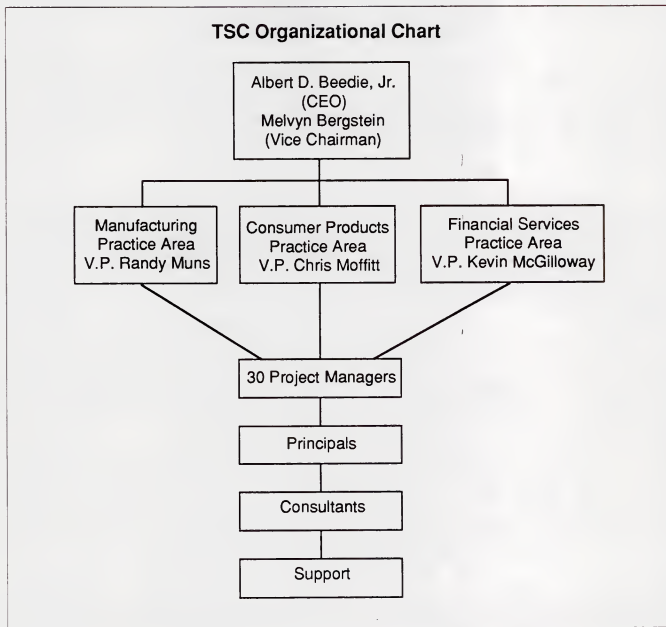 TSC Organizational Chart
Albert D. Beedie, Jr.
(CEO)
Melvyn Bergstein
(Vice Chairman)
Manufacturing
Practice Area
V.P. Randy Muns
Consumer Products
Practice Area
V.P. Chris Moffitt
Financial Services
Practice Area
V.P. Kevin McGilloway
30 Project Managers
Principals
Consultants
Support